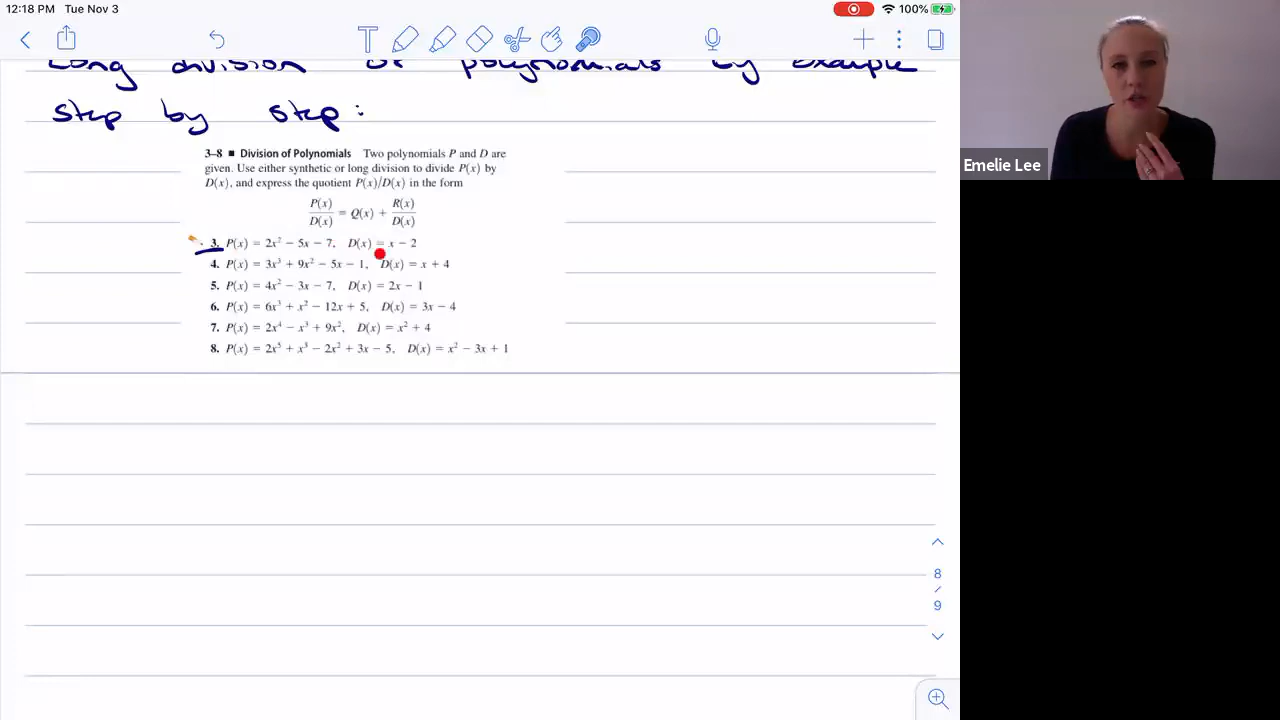 12:18 PM Tue Nov 3
100%
Long division of polynomials by example
step by step:
3–8 ■ Division of Polynomials Two polynomials P and D are
given. Use either synthetic or long division to divide P(x) by
D(x), and express the quotient P(x)/D(x) in the form
P(x)/D(x) = Q(x) + R(x)/D(x)
3. P(x) = 2x² − 5x − 7, D(x) = x − 2
4. P(x) = 3x³ + 9x² − 5x − 1, D(x) = x + 4
5. P(x) = 4x² − 3x − 7, D(x) = 2x − 1
6. P(x) = 6x³ + x² − 12x + 5, D(x) = 3x − 4
7. P(x) = 2x⁴ − x³ + 9x², D(x) = x² + 4
8. P(x) = 2x⁵ + x³ − 2x² + 3x − 5, D(x) = x² − 3x + 1
8
/
9
Emelie Lee